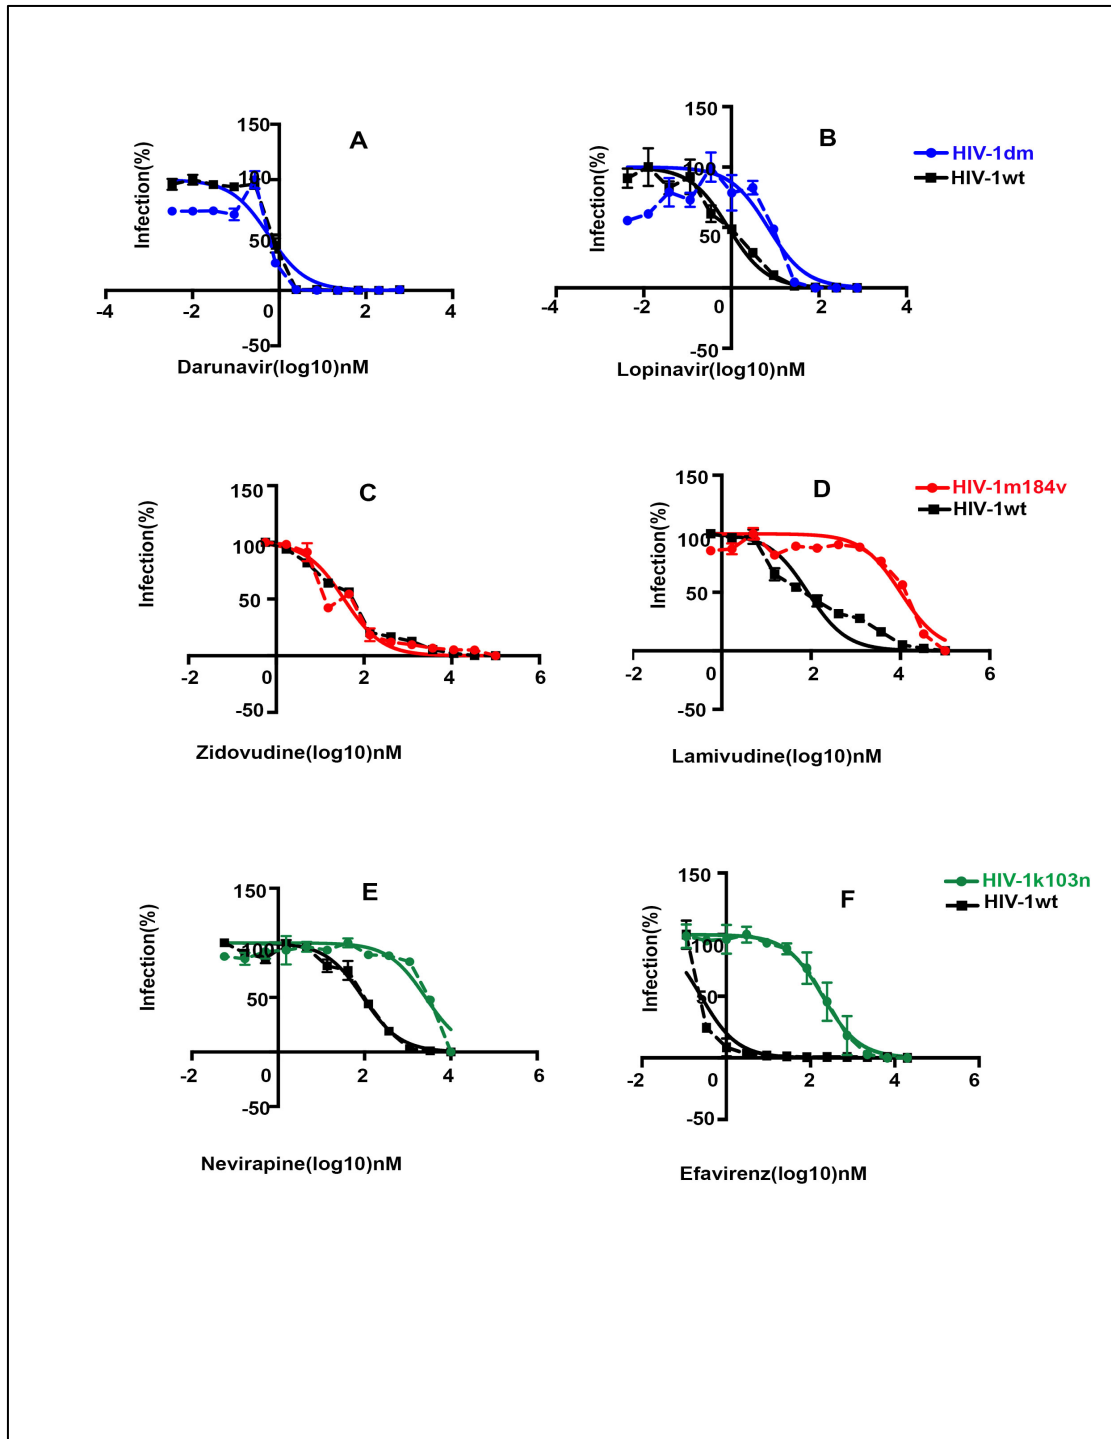 A
150
100
50
-50
Infection(%)
-4
-2
0
2
4
Darunavir(log10)nM
B
150
100
50
-50
Infection(%)
-4
-2
0
2
4
Lopinavir(log10)nM
HIV-1dm
HIV-1wt
C
150
100
50
-50
Infection(%)
-2
0
2
4
6
Zidovudine(log10)nM
D
150
100
50
-50
Infection(%)
-2
0
2
4
6
Lamivudine(log10)nM
HIV-1m184v
HIV-1wt
E
150
100
50
-50
Infection(%)
-2
0
2
4
6
Nevirapine(log10)nM
F
150
100
50
-50
Infection(%)
-2
0
2
4
6
Efavirenz(log10)nM
HIV-1k103n
HIV-1wt